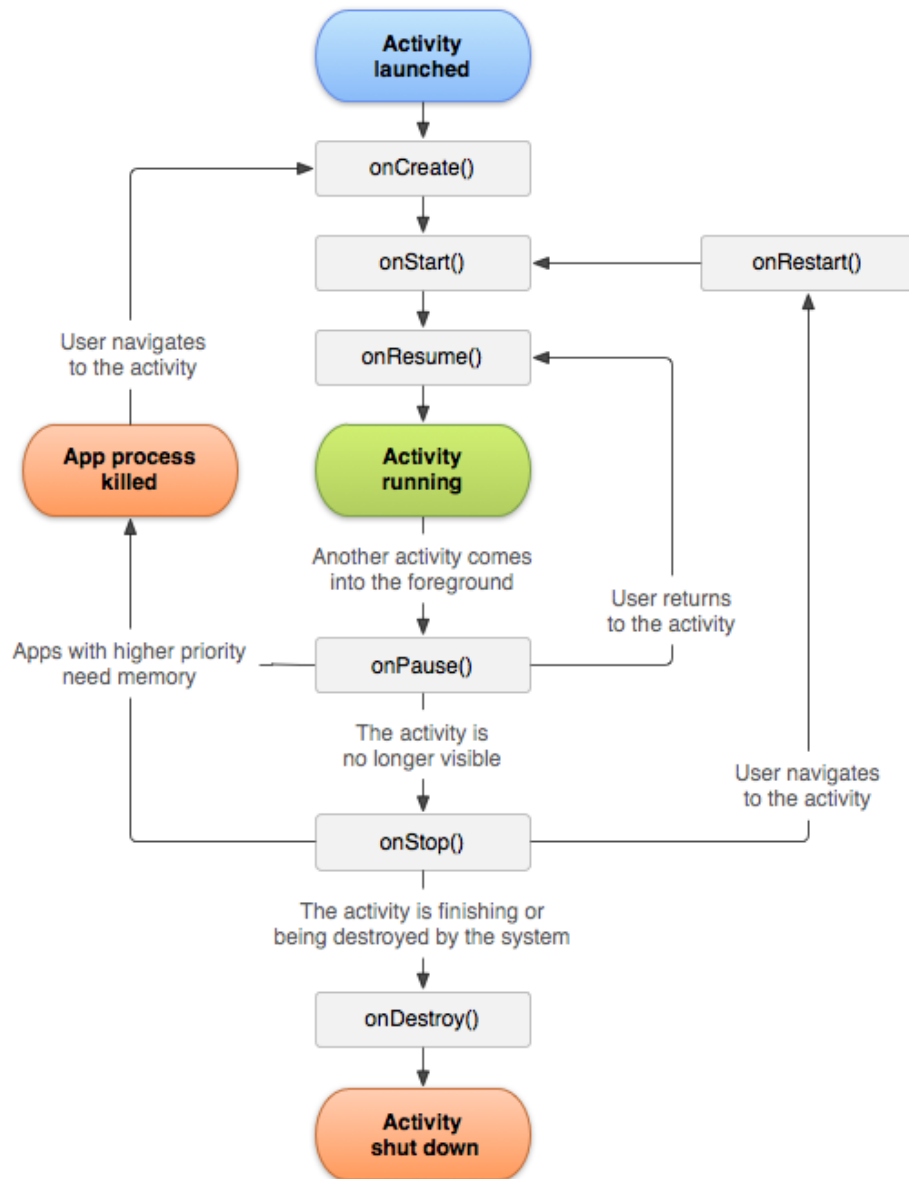 Activity
launched
onCreate()
onStart()
onRestart()
User navigates
to the activity
onResume()
App process
killed
Activity
running
Another activity comes
into the foreground
User returns
to the activity
Apps with higher priority
need memory
onPause()
The activity is
no longer visible
User navigates
to the activity
onStop()
The activity is finishing or
being destroyed by the system
onDestroy()
Activity
shut down